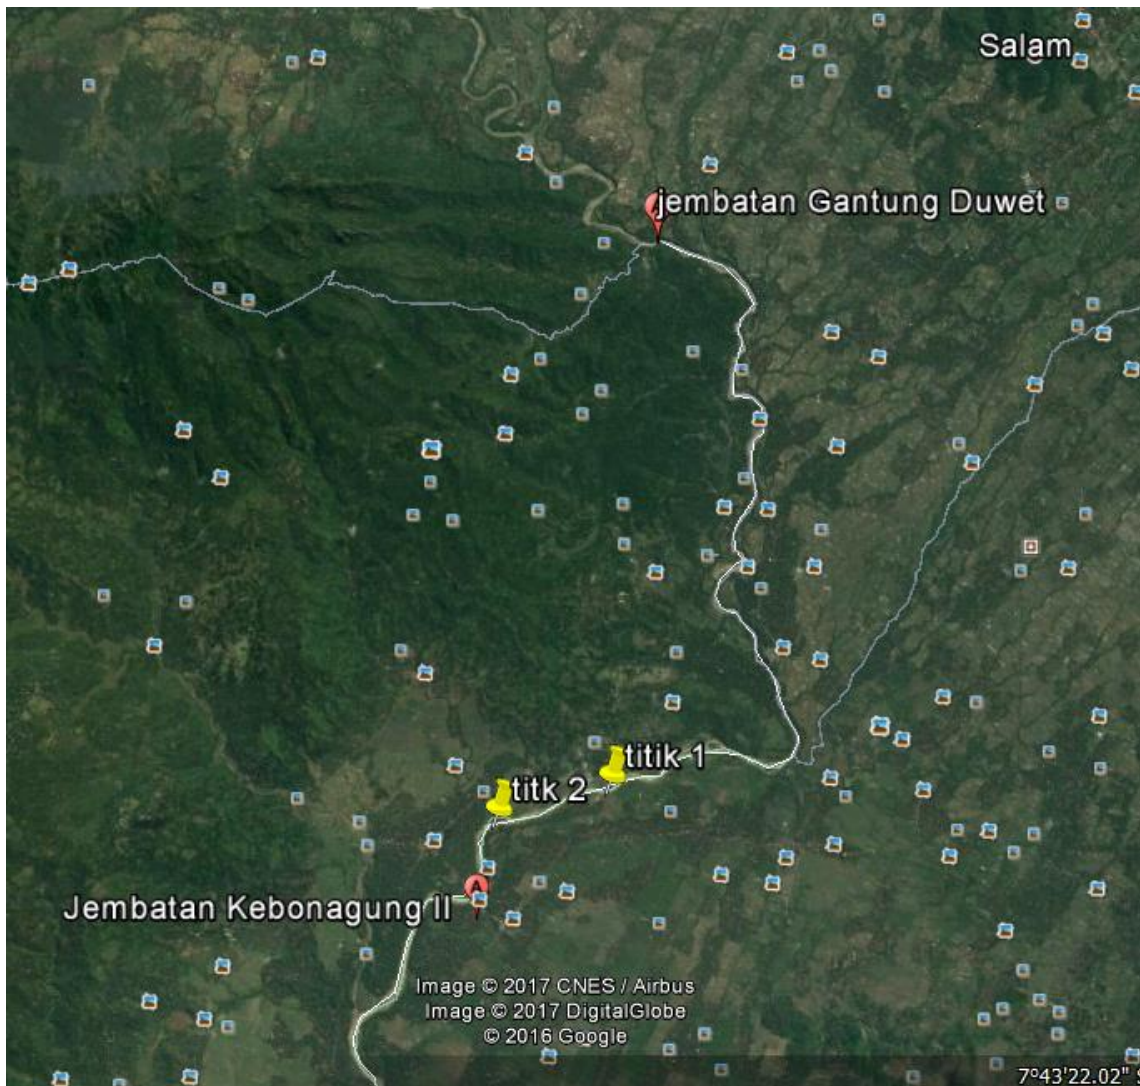 Salam
jembatan Gantung Duwet
titik 1
titk 2
A
Jembatan Kebonagung II
Image © 2017 CNES / Airbus
Image © 2017 DigitalGlobe
© 2016 Google
7°43'22.02"